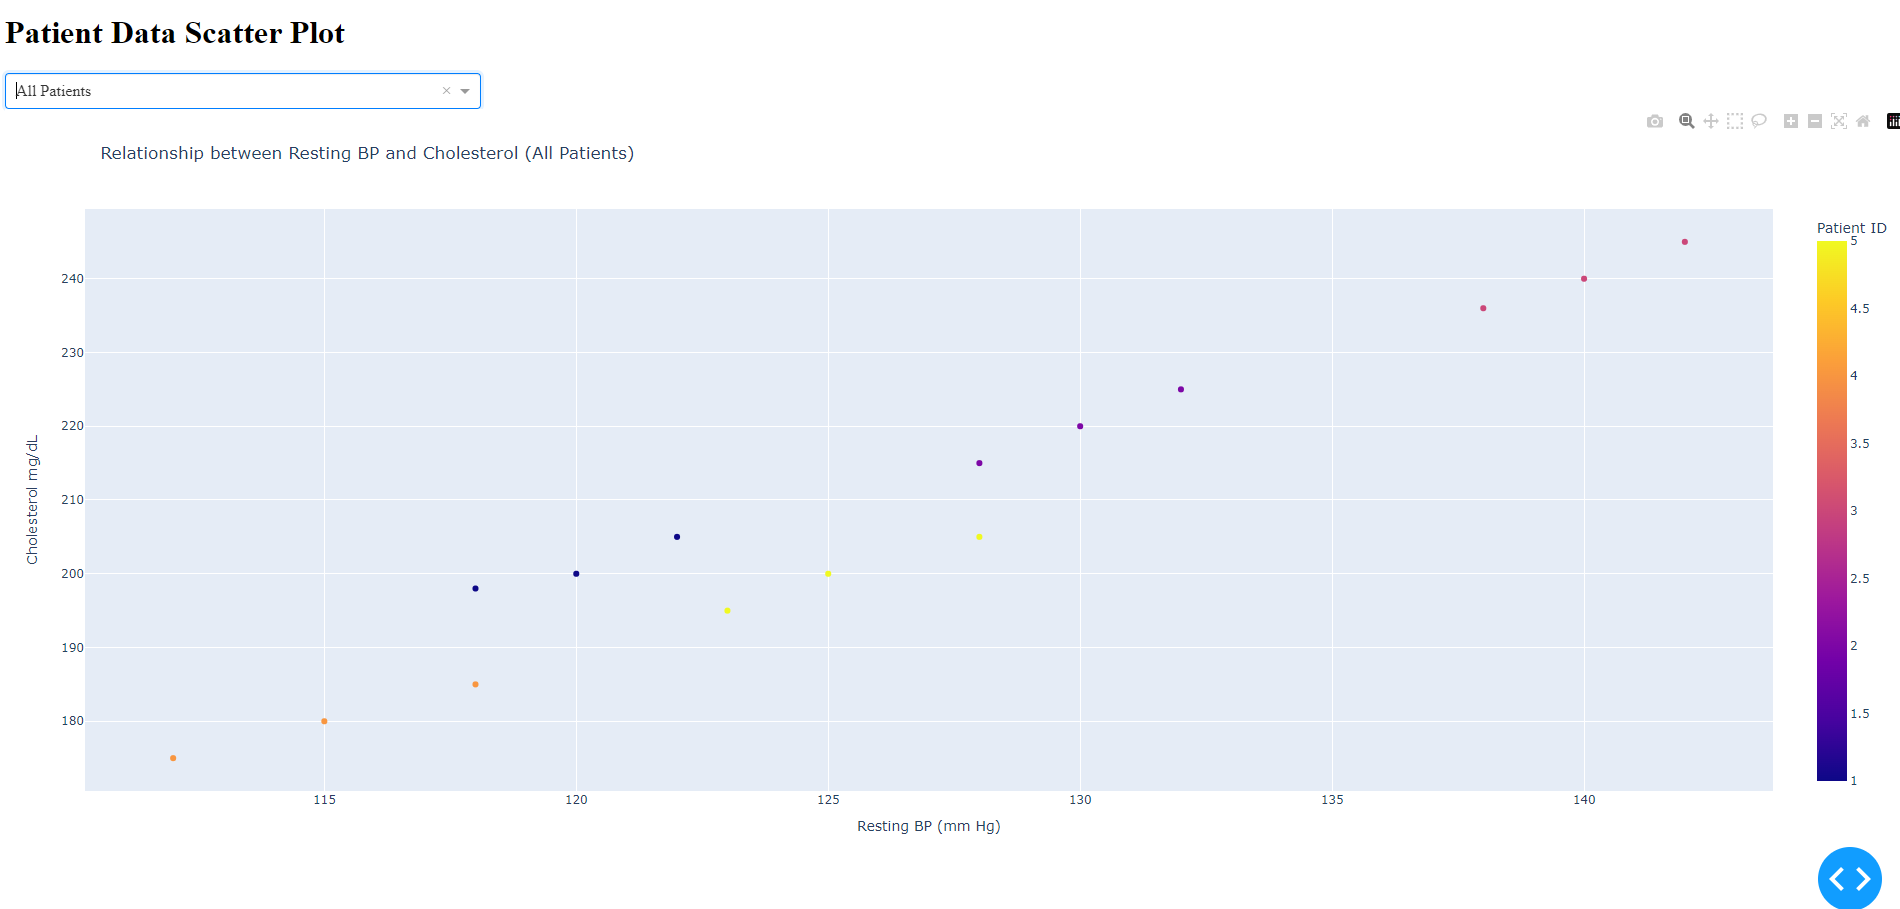 Patient Data Scatter Plot
All Patients
Relationship between Resting BP and Cholesterol (All Patients)
Patient ID
5
4.5
4
3.5
3
2.5
2
1.5
1
Cholesterol mg/dL
240
230
220
210
200
190
180
115 120 125 130 135 140
Resting BP (mm Hg)